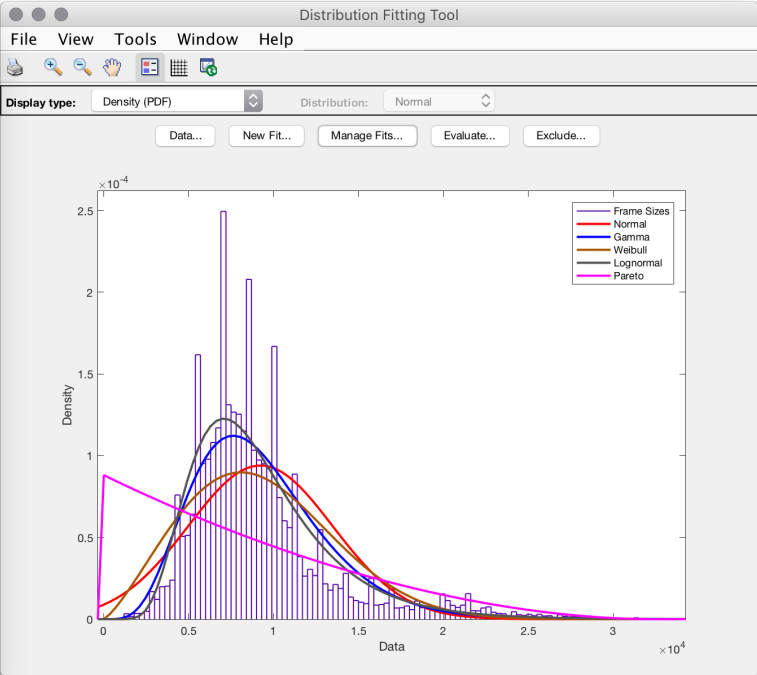 Distribution Fitting Tool
File View Tools Window Help
Display type: Density (PDF) Distribution: Normal
Data... New Fit... Manage Fits... Evaluate... Exclude...
×10⁻⁴
2.5
2
1.5
1
0.5
0
Density
Frame Sizes
Normal
Gamma
Weibull
Lognormal
Pareto
0 0.5 1 1.5 2 2.5 3
Data
×10⁴